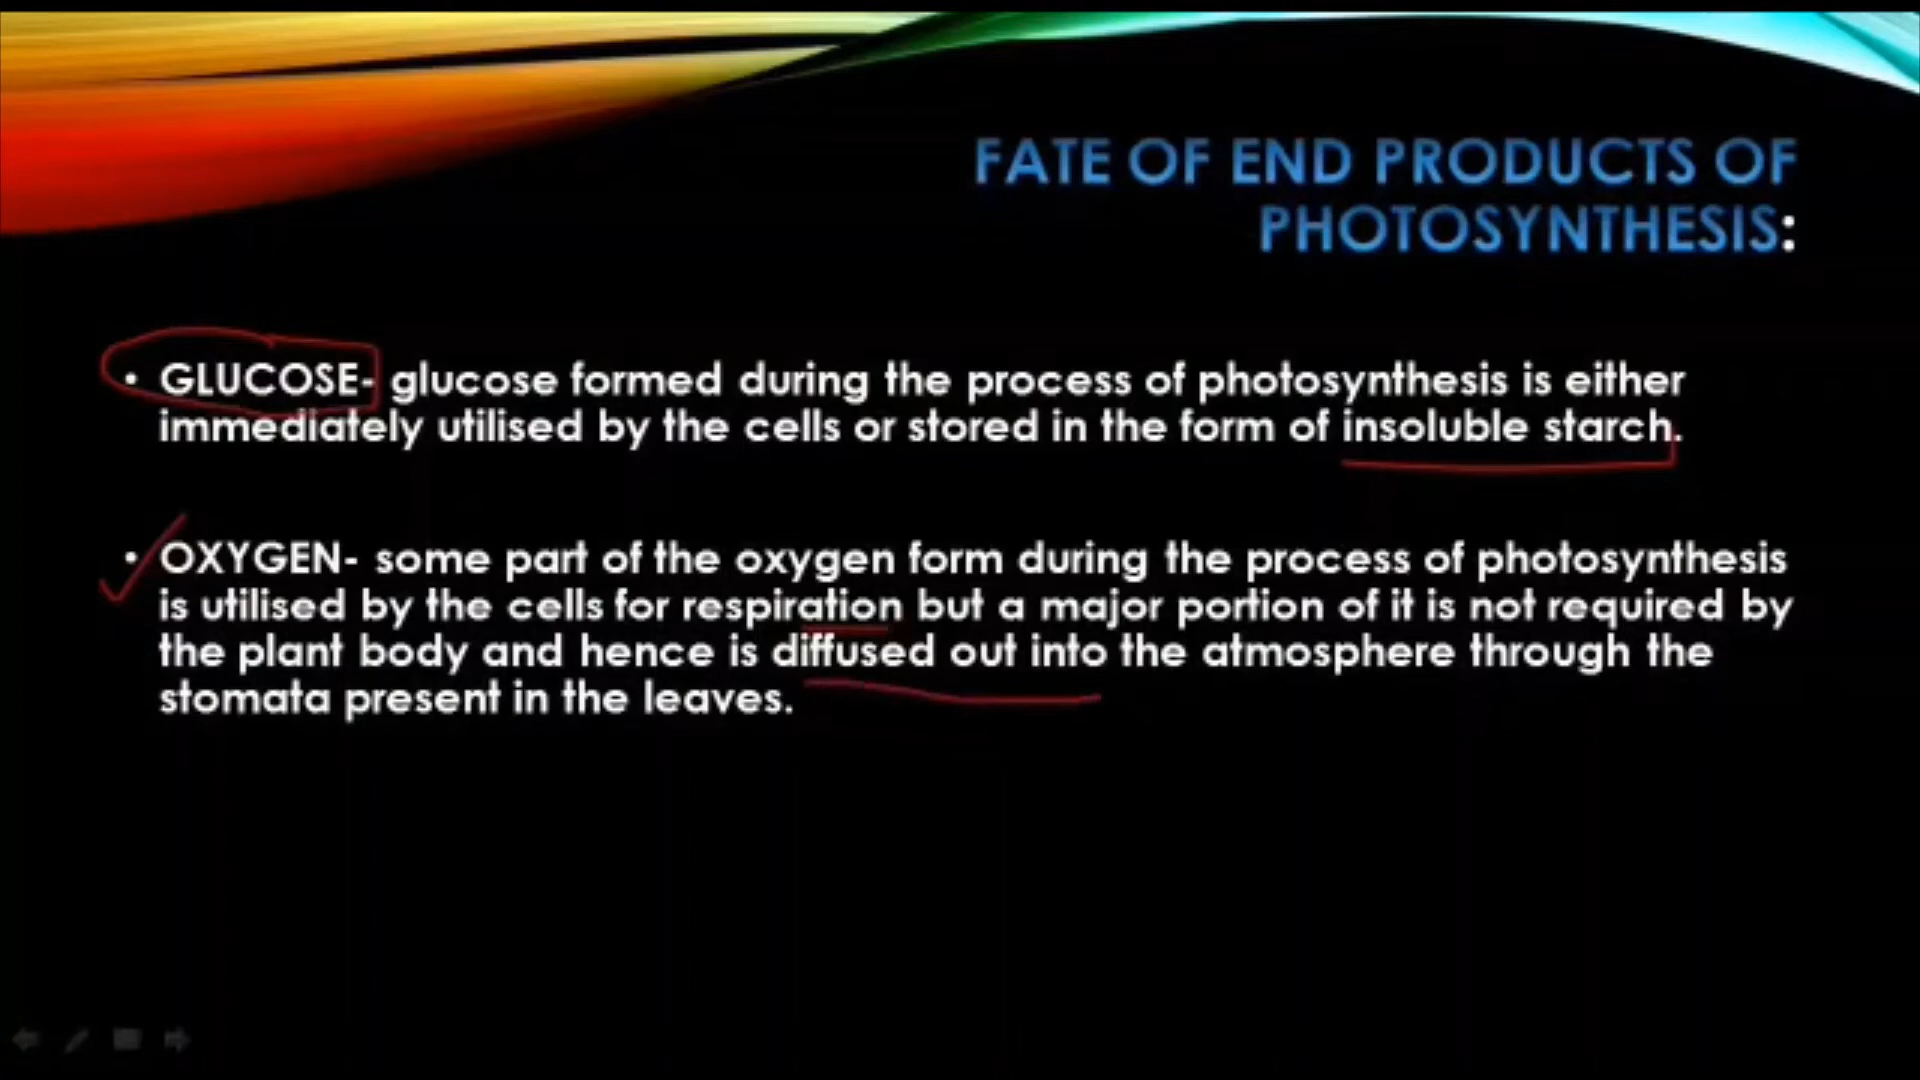 FATE OF END PRODUCTS OF
PHOTOSYNTHESIS:
• GLUCOSE- glucose formed during the process of photosynthesis is either
immediately utilised by the cells or stored in the form of insoluble starch.
• OXYGEN- some part of the oxygen form during the process of photosynthesis
is utilised by the cells for respiration but a major portion of it is not required by
the plant body and hence is diffused out into the atmosphere through the
stomata present in the leaves.